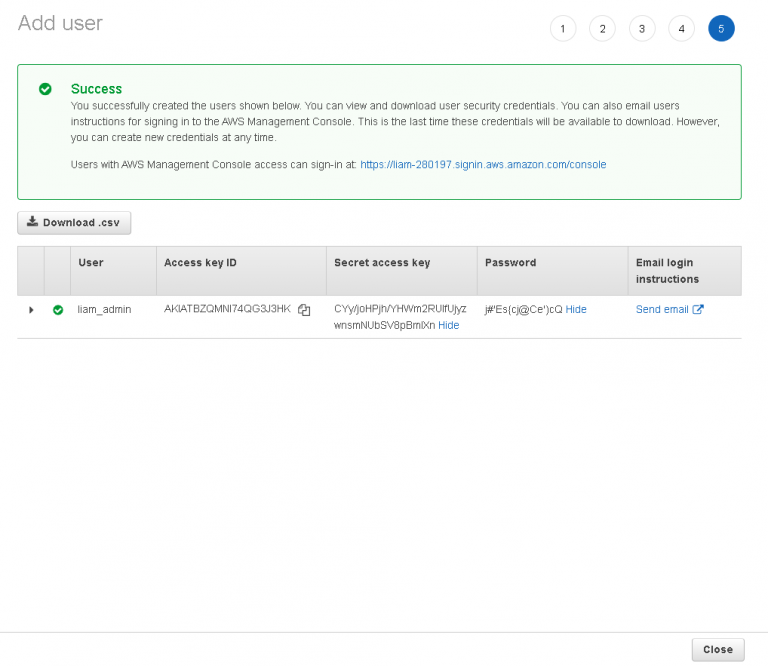 Add user
1 2 3 4 5
Success
You successfully created the users shown below. You can view and download user security credentials. You can also email users
instructions for signing in to the AWS Management Console. This is the last time these credentials will be available to download. However,
you can create new credentials at any time.
Users with AWS Management Console access can sign-in at: https://liam-280197.signin.aws.amazon.com/console
Download .csv
User Access key ID Secret access key Password Email login
instructions
liam_admin AKIATBZQMNI74QG3J3HK j#'Es(cj@Ce')cQ Hide Send email
Hide
Close